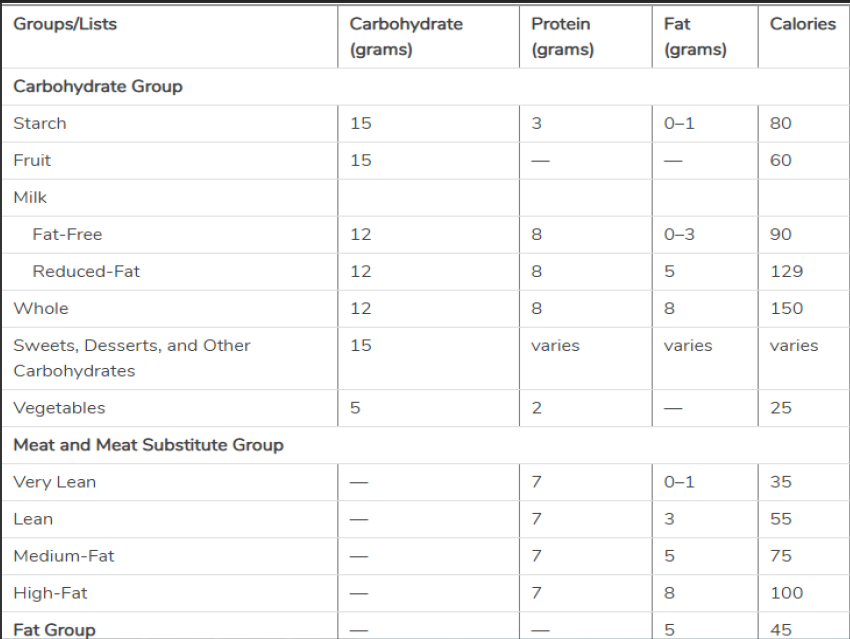 Groups/Lists Carbohydrate (grams) Protein (grams) Fat (grams) Calories
Carbohydrate Group
Starch 15 3 0–1 80
Fruit 15 — — 60
Milk
Fat-Free 12 8 0–3 90
Reduced-Fat 12 8 5 129
Whole 12 8 8 150
Sweets, Desserts, and Other Carbohydrates 15 varies varies varies
Vegetables 5 2 — 25
Meat and Meat Substitute Group
Very Lean — 7 0–1 35
Lean — 7 3 55
Medium-Fat — 7 5 75
High-Fat — 7 8 100
Fat Group — — 5 45